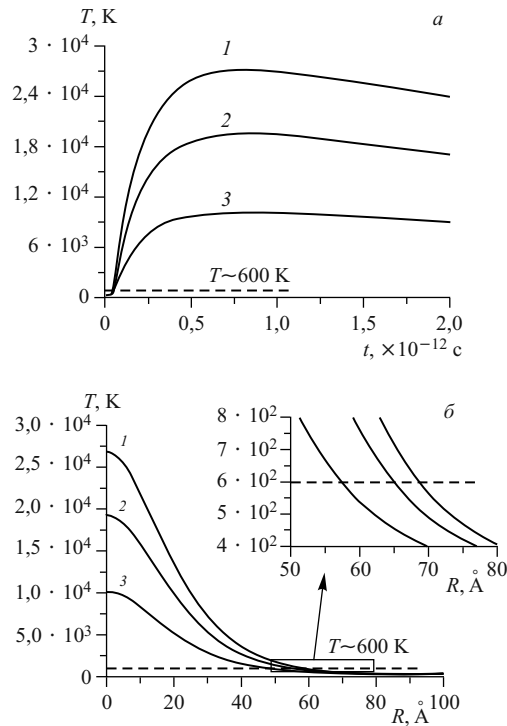 T, K
а
3 · 10⁴
2,4 · 10⁴
1,8 · 10⁴
1,2 · 10⁴
6 · 10³
0
1
2
3
T~600 K
0 0,5 1,0 1,5 2,0
t, ×10⁻¹² c
T, K
б
3,0 · 10⁴
2,5 · 10⁴
2,0 · 10⁴
1,5 · 10⁴
1,0 · 10⁴
5,0 · 10³
0
1
2
3
8 · 10²
7 · 10²
6 · 10²
5 · 10²
4 · 10²
50 60 70 80
R, Å
T~600 K
0 20 40 60 80 100
R, Å